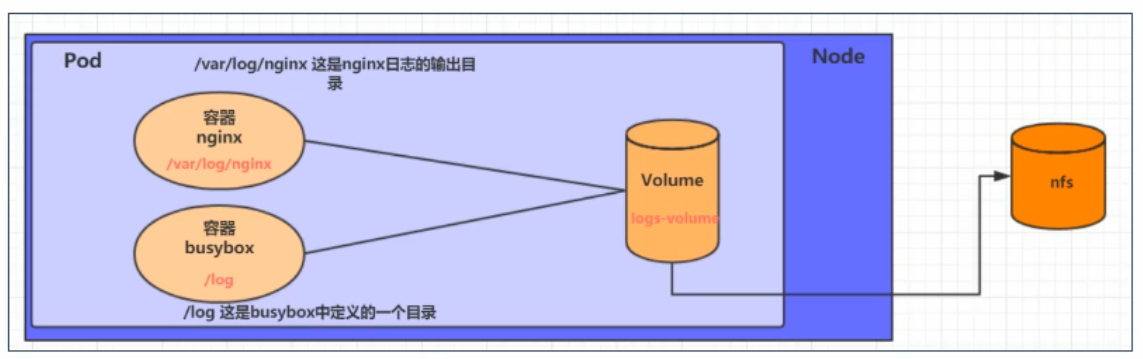 Pod
Node
/var/log/nginx 这是nginx日志的输出目
录
容器
nginx
/var/log/nginx
Volume
logs-volume
nfs
容器
busybox
/log
/log 这是busybox中定义的一个目录